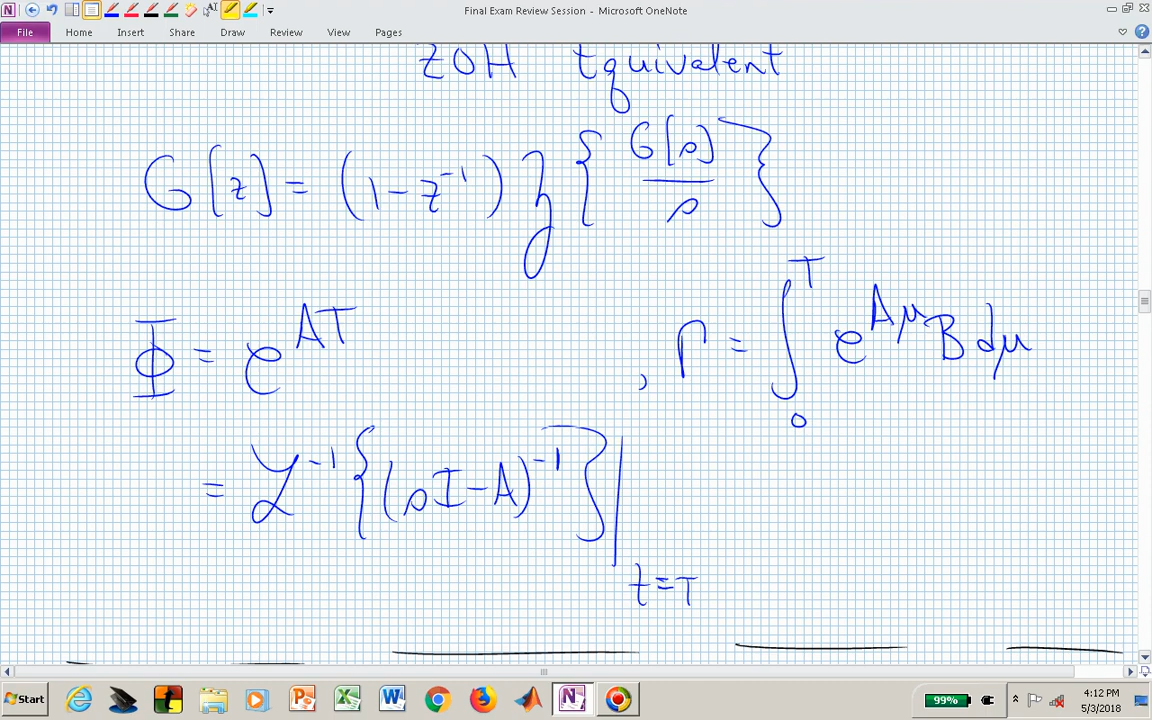 Final Exam Review Session - Microsoft OneNote
File Home Insert Share Draw Review View Pages
ZOH Equivalent
G[z] = (1 - z⁻¹) 𝒵 { G[s] / s }
Φ = e^{AT} , Γ = ∫₀ᵀ e^{Aμ} B dμ
= ℒ⁻¹ { (sI - A)⁻¹ } |_{t=T}
Start 99% 4:12 PM
5/3/2018